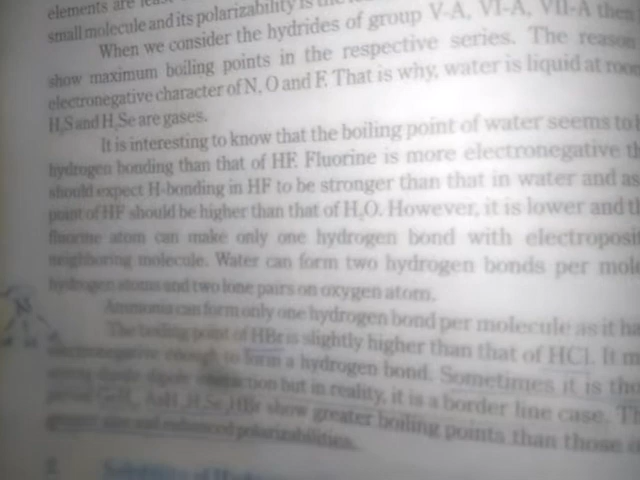 elements are
small molecule and its polarizability is the
When we consider the hydrides of group V-A, VI-A, VII-A then
show maximum boiling points in the respective series. The reason
electronegative character of N, O and F. That is why, water is liquid at room
H₂S and H₂Se are gases.
It is interesting to know that the boiling point of water seems to
hydrogen bonding than that of HF. Fluorine is more electronegative
should expect H-bonding in HF to be stronger than that in water and as
point of HF should be higher than that of H₂O. However, it is lower and
fluorine atom can make only one hydrogen bond with
neighboring molecule. Water can form two hydrogen bonds per
hydrogen atoms and two lone pairs on oxygen atom.
Ammonia can form only one hydrogen bond per molecule as it
The boiling point of HBr is slightly higher than that of HCl. It
electronegative enough to form a hydrogen bond. Sometimes it is
but in reality, it is a border line case.
show greater boiling points than those
greater size and enhanced polarizabilities.